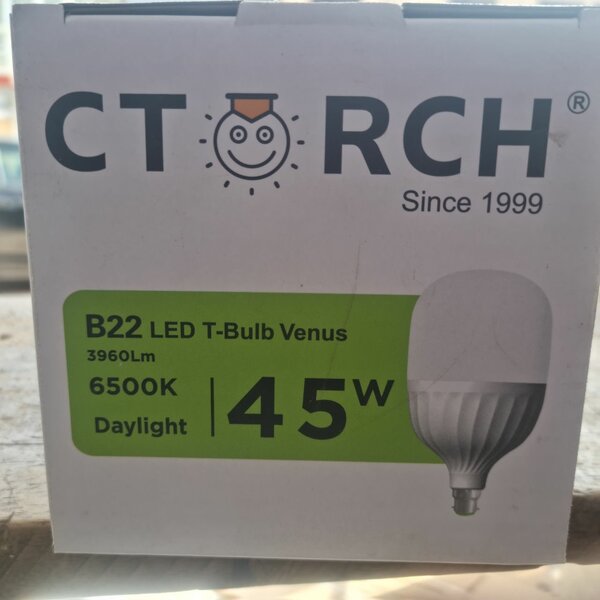 CTORCH®
Since 1999
B22 LED T-Bulb Venus
3960Lm
6500K
Daylight
45W